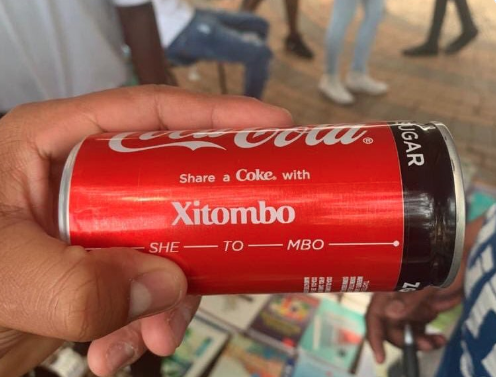 Coca-Cola®
Share a Coke® with
Xitombo
SHE — TO — MBO
SUGAR